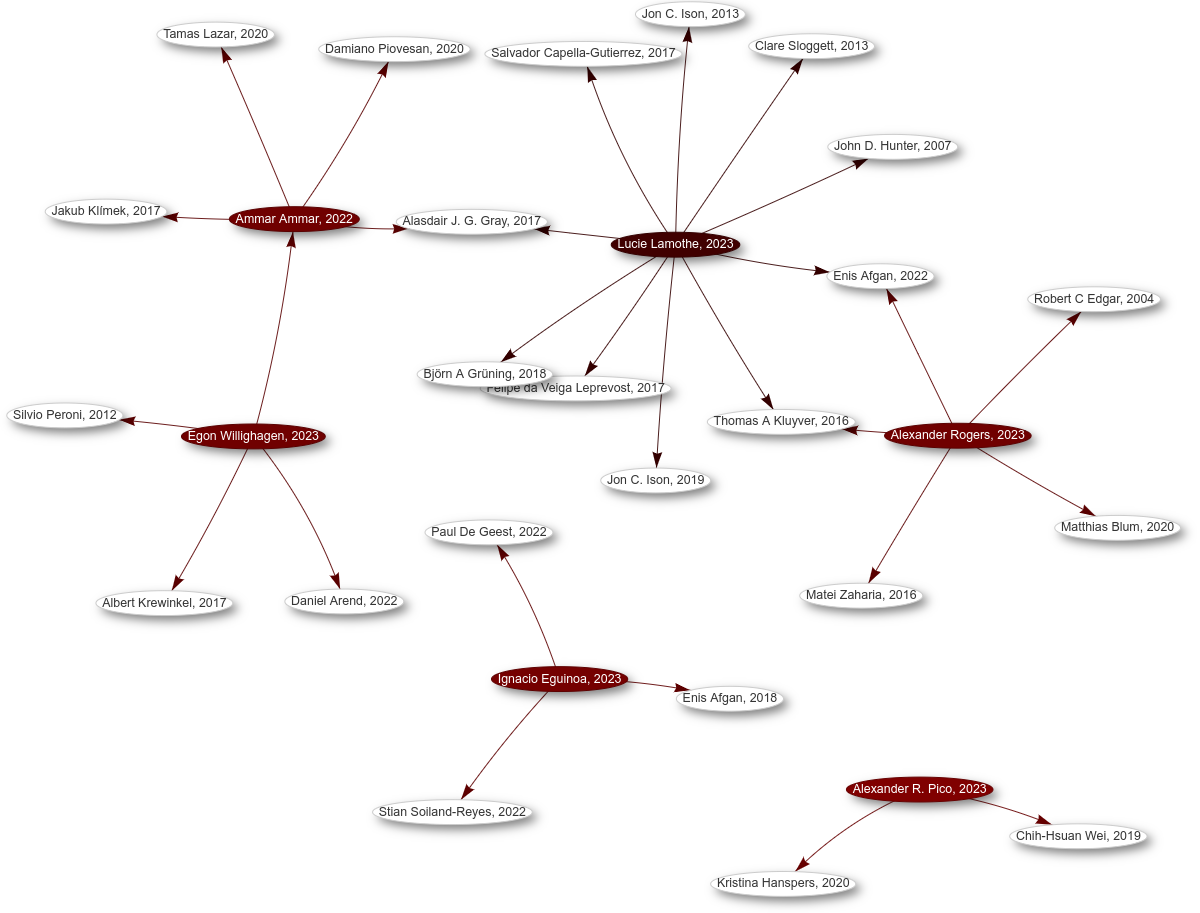 Jon C. Ison, 2013
Tamas Lazar, 2020
Damiano Piovesan, 2020
Salvador Capella-Gutierrez, 2017
Clare Sloggett, 2013
John D. Hunter, 2007
Jakub Klímek, 2017
Ammar Ammar, 2022
Alasdair J. G. Gray, 2017
Lucie Lamothe, 2023
Enis Afgan, 2022
Robert C Edgar, 2004
Björn A Grüning, 2018
Felipe da Veiga Leprevost, 2017
Silvio Peroni, 2012
Egon Willighagen, 2023
Thomas A Kluyver, 2016
Alexander Rogers, 2023
Jon C. Ison, 2019
Paul De Geest, 2022
Matthias Blum, 2020
Albert Krewinkel, 2017
Daniel Arend, 2022
Matei Zaharia, 2016
Ignacio Eguinoa, 2023
Enis Afgan, 2018
Alexander R. Pico, 2023
Stian Soiland-Reyes, 2022
Chih-Hsuan Wei, 2019
Kristina Hanspers, 2020